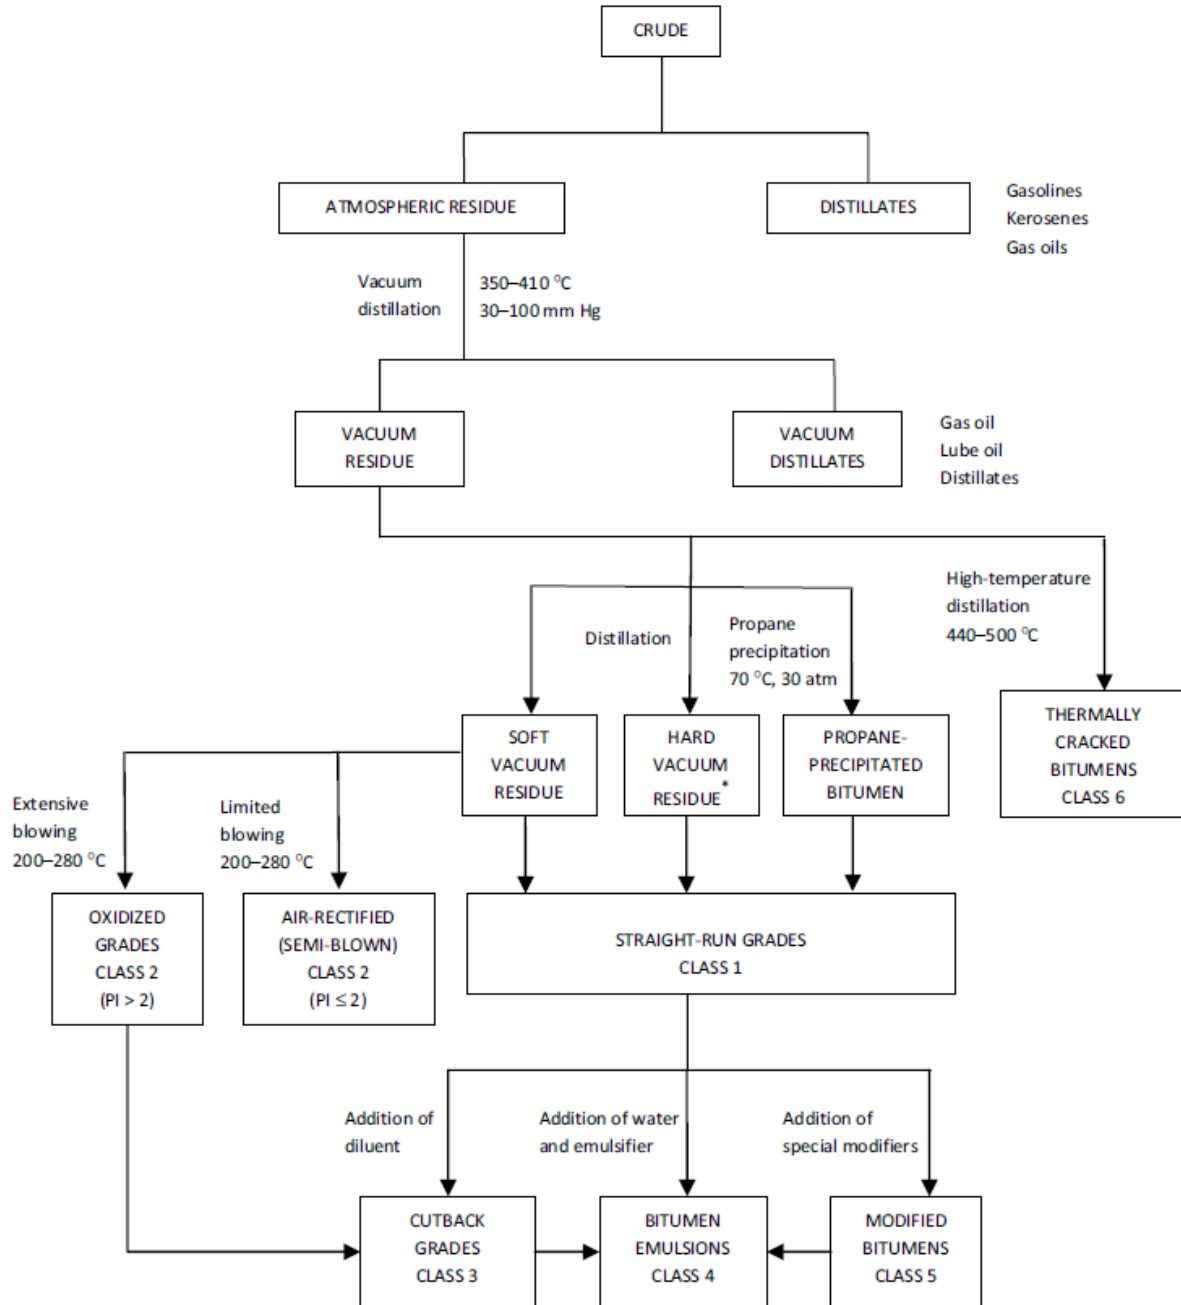 CRUDE
ATMOSPHERIC RESIDUE
DISTILLATES
Gasolines
Kerosenes
Gas oils
Vacuum
distillation
350–410 °C
30–100 mm Hg
VACUUM
RESIDUE
VACUUM
DISTILLATES
Gas oil
Lube oil
Distillates
Distillation
Propane
precipitation
70 °C, 30 atm
High-temperature
distillation
440–500 °C
SOFT
VACUUM
RESIDUE
HARD
VACUUM
RESIDUE*
PROPANE-
PRECIPITATED
BITUMEN
THERMALLY
CRACKED
BITUMENS
CLASS 6
Extensive
blowing
200–280 °C
Limited
blowing
200–280 °C
OXIDIZED
GRADES
CLASS 2
(PI > 2)
AIR-RECTIFIED
(SEMI-BLOWN)
CLASS 2
(PI ≤ 2)
STRAIGHT-RUN GRADES
CLASS 1
Addition of
diluent
Addition of water
and emulsifier
Addition of
special modifiers
CUTBACK
GRADES
CLASS 3
BITUMEN
EMULSIONS
CLASS 4
MODIFIED
BITUMENS
CLASS 5